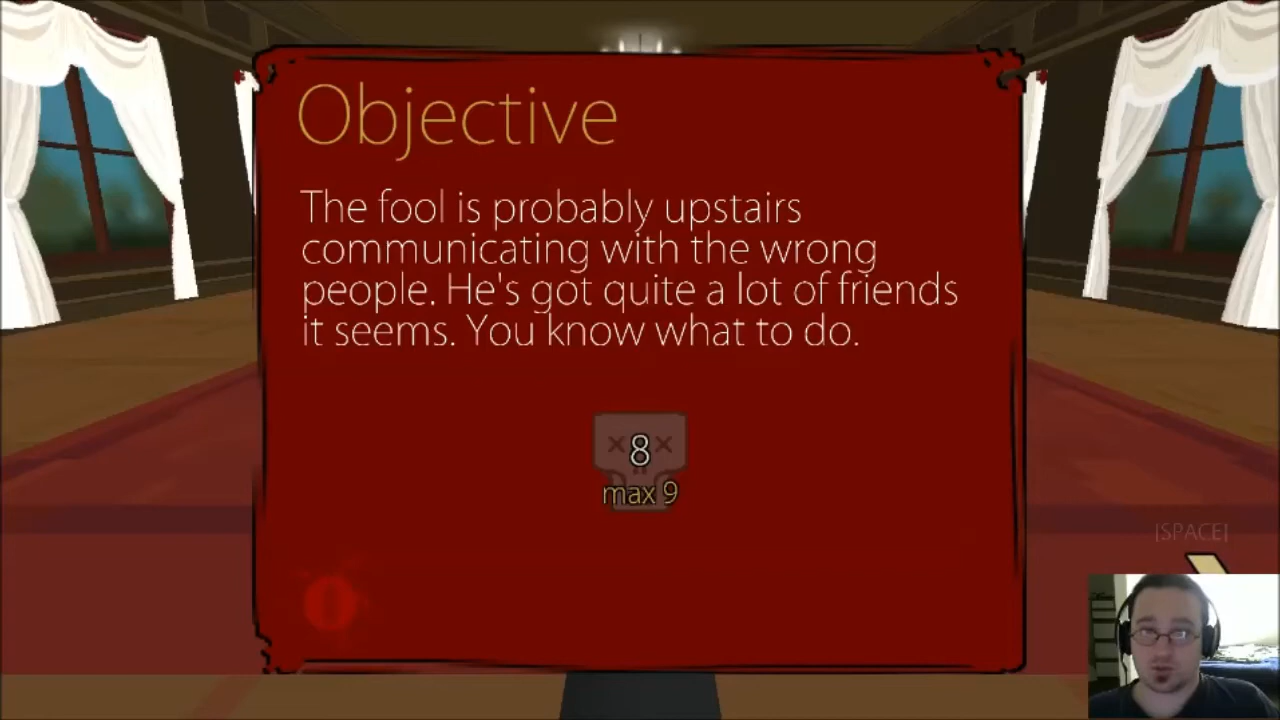 Objective
The fool is probably upstairs
communicating with the wrong
people. He's got quite a lot of friends
it seems. You know what to do.
8
max 9
[SPACE]